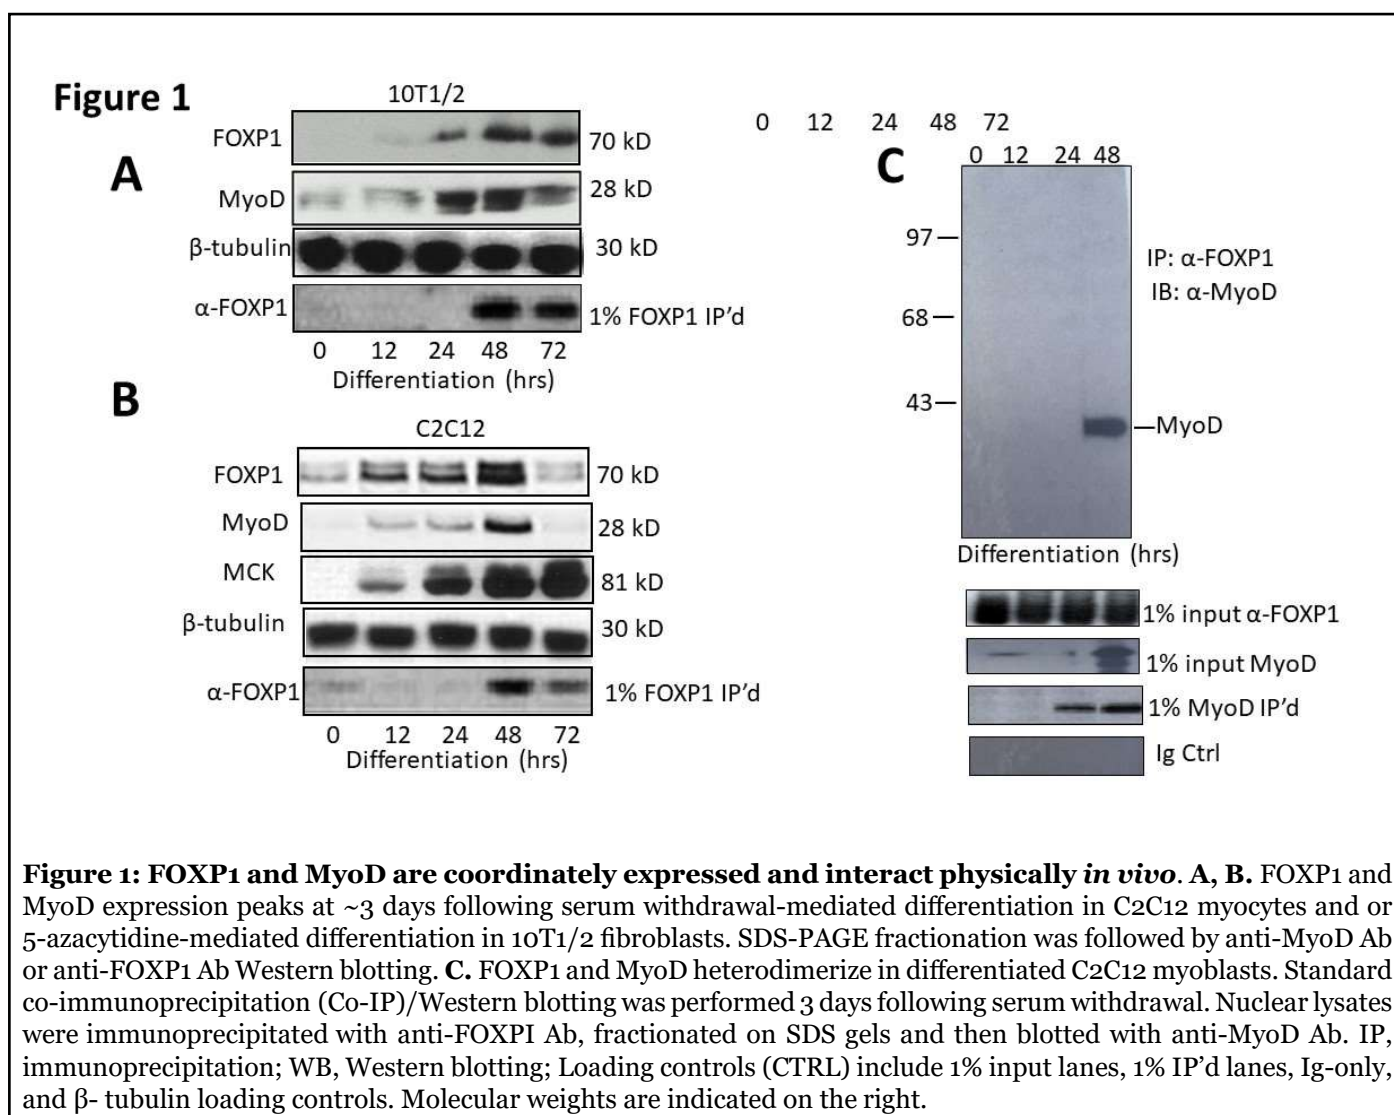 Figure 1
10T1/2
FOXP1
70 kD
A
MyoD
28 kD
β-tubulin
30 kD
α-FOXP1
1% FOXP1 IP’d
0 12 24 48 72
Differentiation (hrs)
B
C2C12
FOXP1
70 kD
MyoD
28 kD
MCK
81 kD
β-tubulin
30 kD
α-FOXP1
1% FOXP1 IP’d
0 12 24 48 72
Differentiation (hrs)
0 12 24 48 72
C
0 12 24 48
97
68
43
IP: α-FOXP1
IB: α-MyoD
MyoD
Differentiation (hrs)
1% input α-FOXP1
1% input MyoD
1% MyoD IP’d
Ig Ctrl
Figure 1: FOXP1 and MyoD are coordinately expressed and interact physically in vivo. A, B. FOXP1 and
MyoD expression peaks at ~3 days following serum withdrawal-mediated differentiation in C2C12 myocytes and or
5-azacytidine-mediated differentiation in 10T1/2 fibroblasts. SDS-PAGE fractionation was followed by anti-MyoD Ab
or anti-FOXP1 Ab Western blotting. C. FOXP1 and MyoD heterodimerize in differentiated C2C12 myoblasts. Standard
co-immunoprecipitation (Co-IP)/Western blotting was performed 3 days following serum withdrawal. Nuclear lysates
were immunoprecipitated with anti-FOXPI Ab, fractionated on SDS gels and then blotted with anti-MyoD Ab. IP,
immunoprecipitation; WB, Western blotting; Loading controls (CTRL) include 1% input lanes, 1% IP’d lanes, Ig-only,
and β- tubulin loading controls. Molecular weights are indicated on the right.